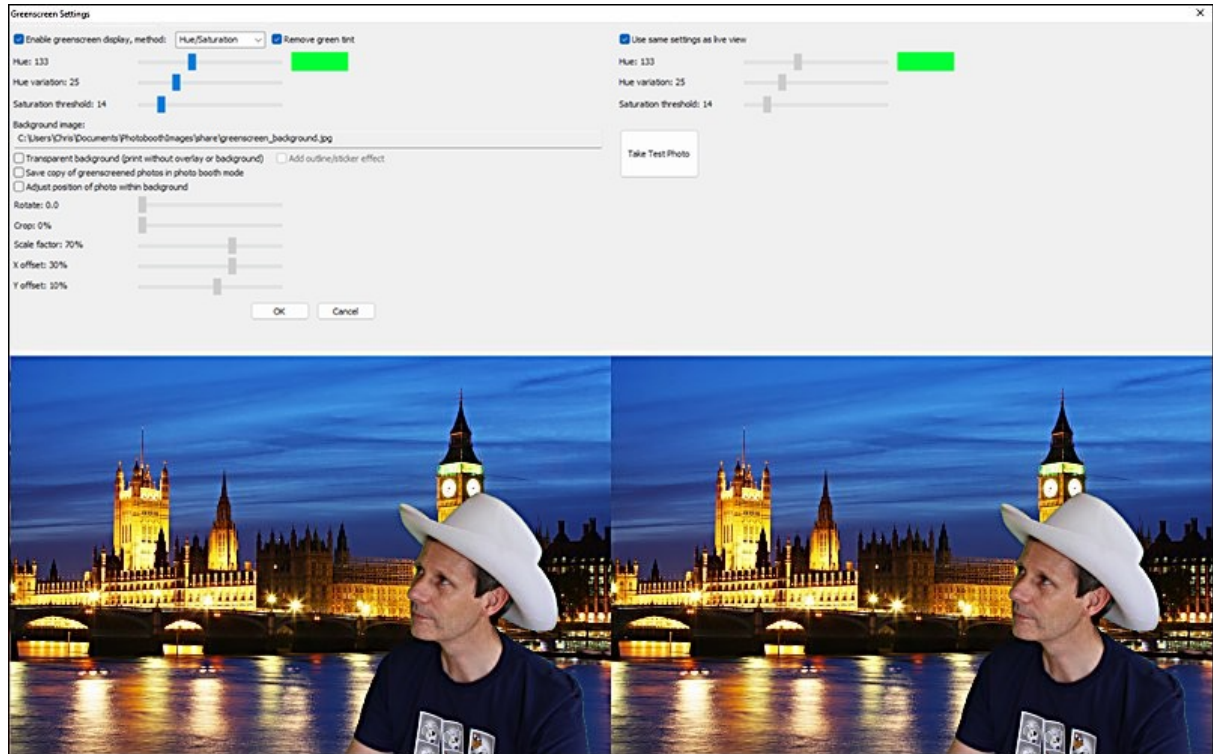 Greenscreen Settings
Enable greenscreen display, method: Hue/Saturation Remove green tint
Hue: 133
Hue variation: 25
Saturation threshold: 14
Background image:
C:\Users\Chris\Documents\PhotoboothImages\share\greenscreen_background.jpg
Transparent background (print without overlay or background) Add outline/sticker effect
Save copy of greenscreened photos in photo booth mode
Adjust position of photo within background
Rotate: 0.0
Crop: 0%
Scale factor: 70%
X offset: 30%
Y offset: 10%
OK Cancel
Use same settings as live view
Hue: 133
Hue variation: 25
Saturation threshold: 14
Take Test Photo